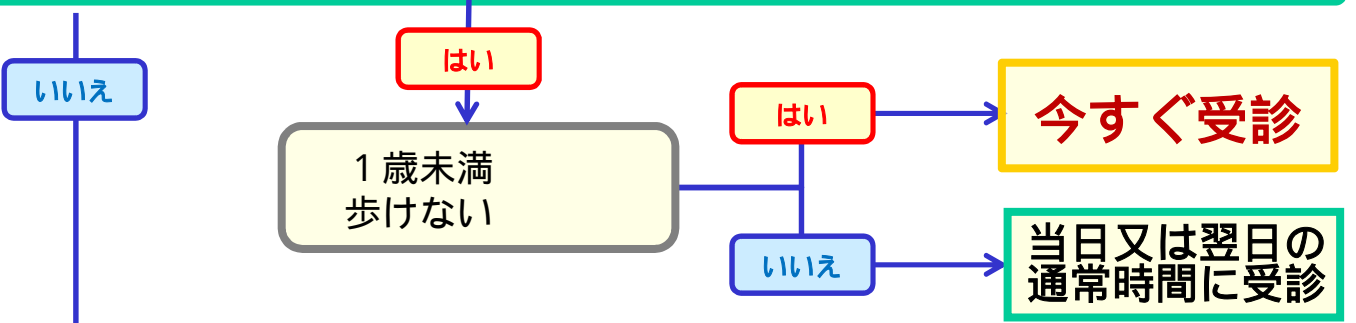 はい
いいえ
はい
今すぐ受診
１歳未満
歩けない
いいえ
当日又は翌日の
通常時間に受診